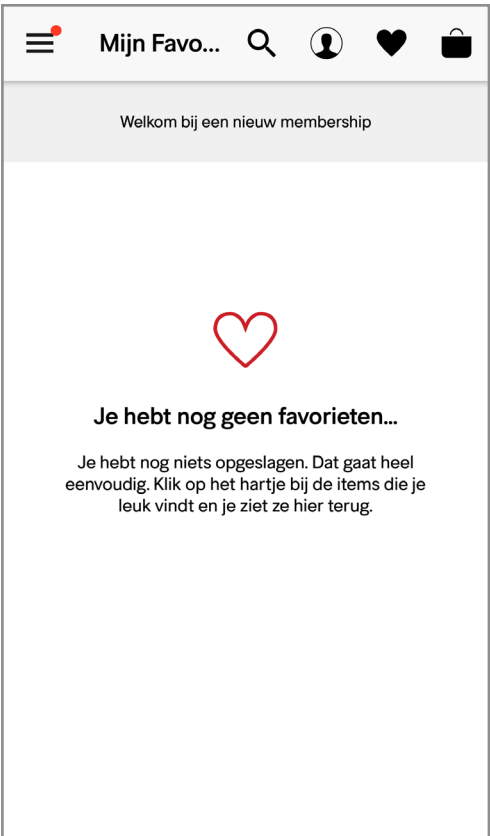 Mijn Favo...
Welkom bij een nieuw membership
Je hebt nog geen favorieten...
Je hebt nog niets opgeslagen. Dat gaat heel
eenvoudig. Klik op het hartje bij de items die je
leuk vindt en je ziet ze hier terug.